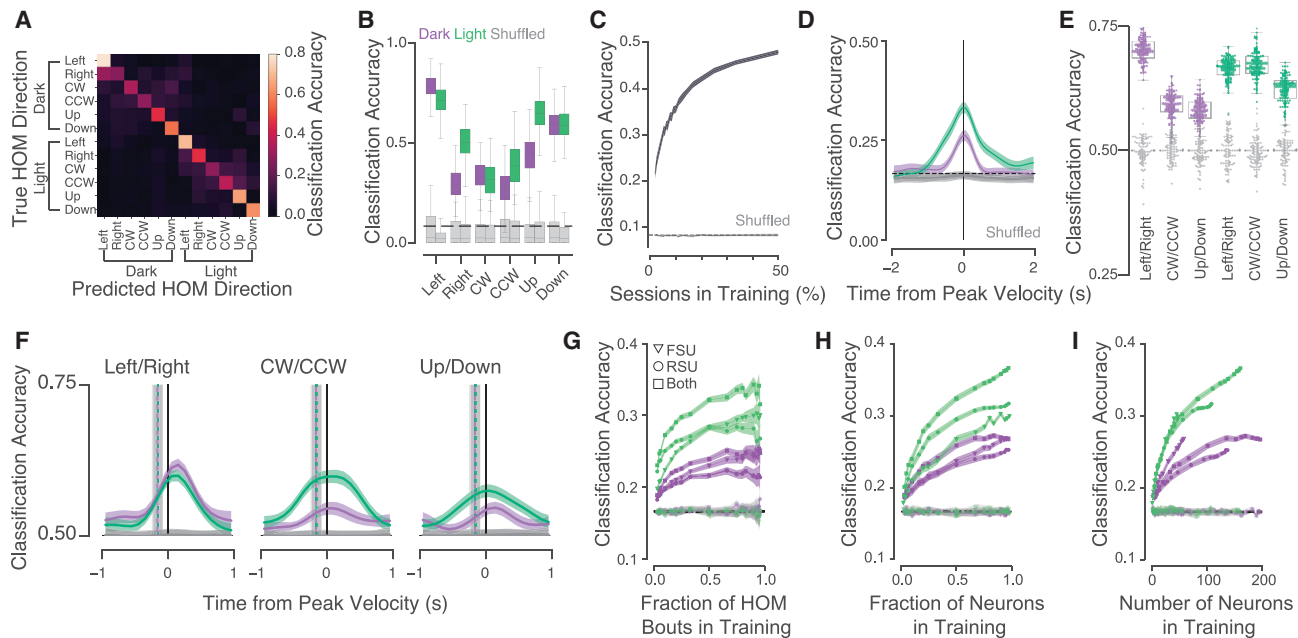 A
True HOM Direction
Dark
Light
Left
Right
CW
CCW
Up
Down
Left
Right
CW
CCW
Up
Down
Left
Right
CW
CCW
Up
Down
Left
Right
CW
CCW
Up
Down
Dark
Light
Predicted HOM Direction
0.8
0.6
0.4
0.2
0.0
Classification Accuracy
B
Dark Light Shuffled
Classification Accuracy
1.0
0.5
0.0
Left
Right
CW
CCW
Up
Down
C
Classification Accuracy
0.5
0.4
0.3
0.2
0.1
Shuffled
0
50
Sessions in Training (%)
D
Classification Accuracy
0.50
0.25
0.00
Shuffled
−2
0
2
Time from Peak Velocity (s)
E
Classification Accuracy
0.75
0.50
0.25
Left/Right
CW/CCW
Up/Down
Left/Right
CW/CCW
Up/Down
F
Left/Right
CW/CCW
Up/Down
Classification Accuracy
0.75
0.50
−1
0
1
−1
0
1
−1
0
1
Time from Peak Velocity (s)
G
FSU
RSU
Both
Classification Accuracy
0.4
0.3
0.2
0.1
0.0
0.5
1.0
Fraction of HOM
Bouts in Training
H
Classification Accuracy
0.4
0.3
0.2
0.1
0.0
0.5
1.0
Fraction of Neurons
in Training
I
Classification Accuracy
0.4
0.3
0.2
0.1
0
100
200
Number of Neurons
in Training